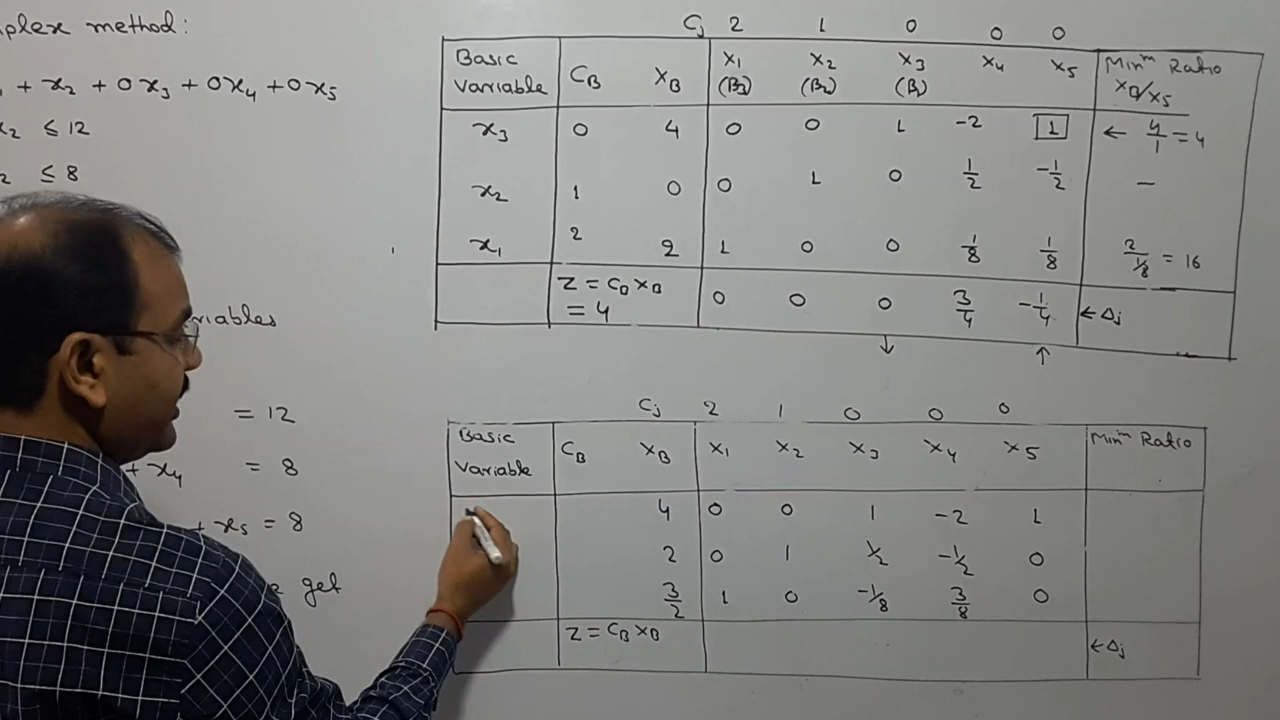 plex method:
+ x₂ + 0x₃ + 0x₄ + 0x₅
x₂ ≤ 12
≤ 8
riables
= 12
+ x₄ = 8
+ x₅ = 8
get
Cj 2 1 0 0 0
Basic Variable CB XB X₁ (B₃) X₂ (B₂) X₃ (B₁) X₄ X₅ Minᵐ Ratio XB/X₅
x₃ 0 4 0 0 1 -2 1 ← 4/1 = 4
x₂ 1 0 0 1 0 1/2 -1/2 —
x₁ 2 2 1 0 0 1/8 1/8 2/1/8 = 16
Z = CB XB = 4 0 0 0 3/4 -1/4 ← Δj
↓ ↑
Cj 2 1 0 0 0
Basic Variable CB XB X₁ X₂ X₃ X₄ X₅ Minᵐ Ratio
4 0 0 1 -2 1
2 0 1 1/2 -1/2 0
3/2 1 0 -1/8 3/8 0
Z = CB XB ← Δj